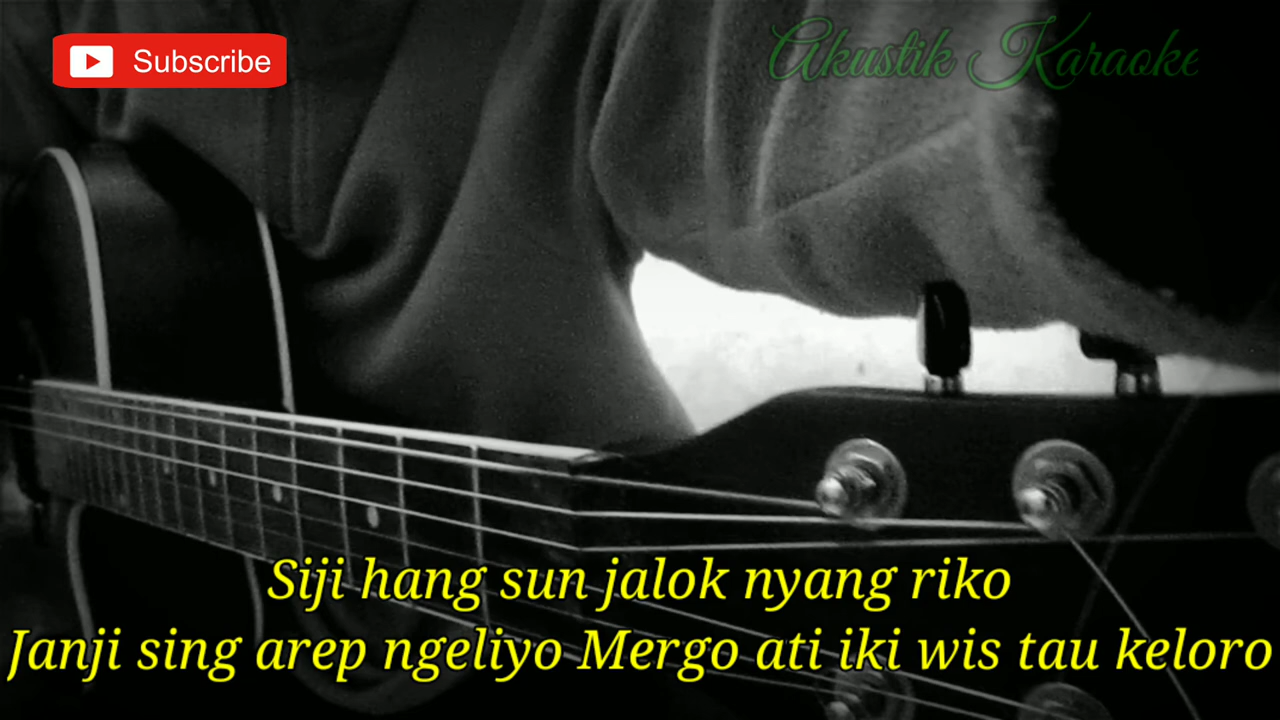 Subscribe
Akustik Karaoke
Siji hang sun jalok nyang riko
Janji sing arep ngeliyo Mergo ati iki wis tau keloro